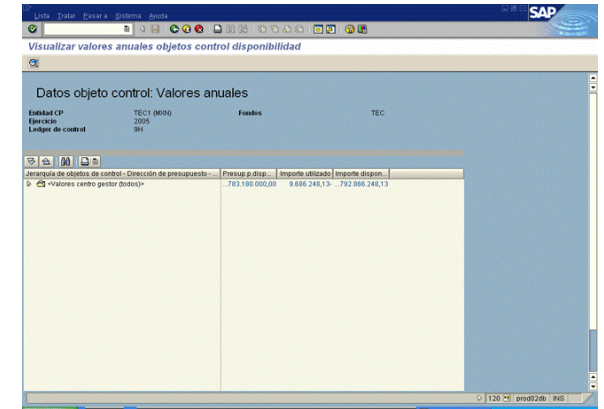 Lista Tratar Pasar a Sistema Ayuda
SAP
Visualizar valores anuales objetos control disponibilidad
Datos objeto control: Valores anuales
Entidad CP TEC1 (MXN) Fondos TEC
Ejercicio 2005
Ledger de control 9H
Jerarquía de objetos de control - Dirección de presupuesto - ... Presup.p.disp... Importe utilizado Importe dispon...
<Valores centro gestor (todos)> ...783.180.000,00 9.686.248,13- ...792.866.248,13
120 prod02db INS